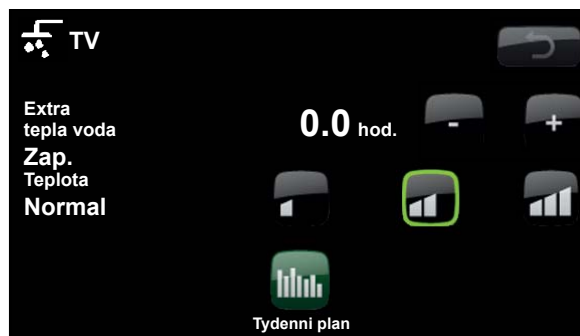 TV
Extra
tepla voda
0.0 hod.
-
+
Zap.
Teplota
Normal
Tydenni plan